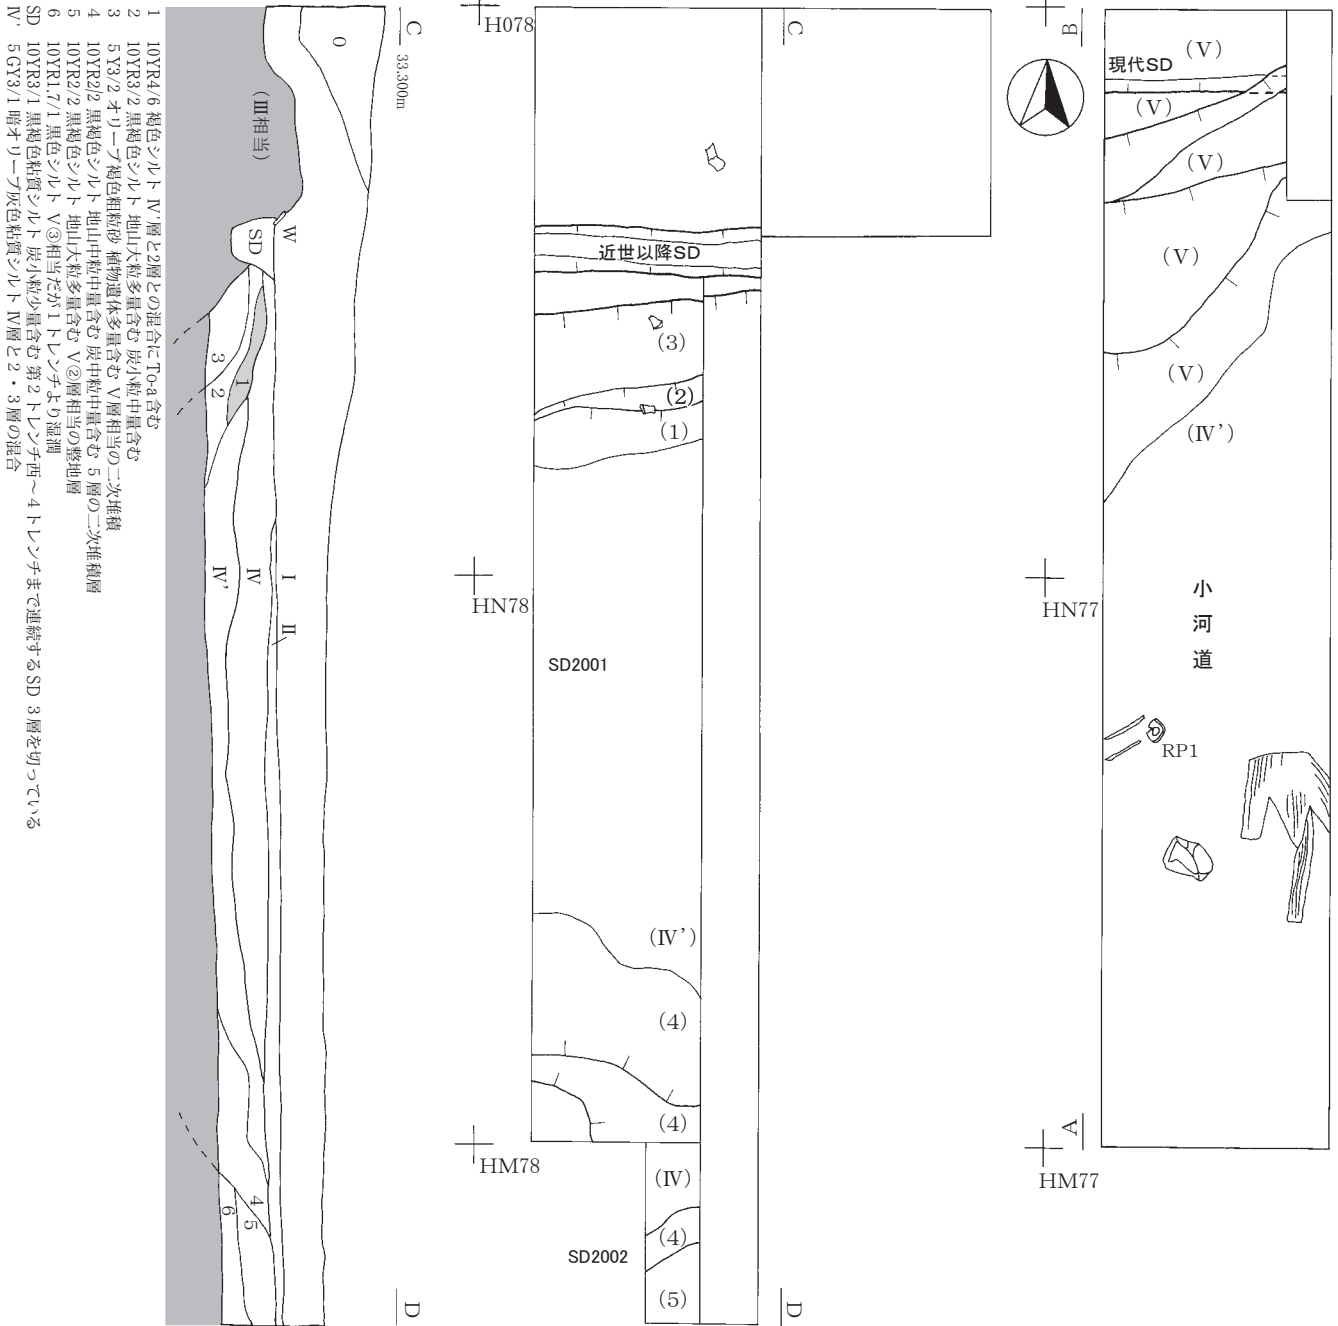 B
(Ⅴ)
現代SD
(Ⅴ)
(Ⅴ)
(Ⅴ)
(Ⅴ)
(Ⅳ’)
HN77
小河道
RP1
A
HM77
H078
C
近世以降SD
(3)
(2)
(1)
HN78
SD2001
(Ⅳ’)
(4)
(4)
HM78
(Ⅳ)
(4)
SD2002
(5)
D
C
33.300m
0
(Ⅲ相当)
W
SD
1
3
2
Ⅰ
Ⅱ
Ⅳ
Ⅳ’
4
5
6
D
1 10YR4/6 褐色シルト Ⅳ’層と2層との混合にTo-a含む
2 10YR3/2 黒褐色シルト 地山大粒多量含む 炭小粒中量含む
3 5Y3/2 オリーブ褐色粗粒砂 植物遺体多量含む Ⅴ層相当の二次堆積
4 10YR2/2 黒褐色シルト 地山中粒中量含む 炭中粒中量含む 5層の二次堆積層
5 10YR2/2 黒褐色シルト 地山大粒多量含む Ⅴ②層相当の整地層
6 10YR1.7/1 黒色シルト Ⅴ③相当だが1トレンチより湿潤
SD 10YR3/1 黒褐色粘質シルト 炭小粒少量含む 第2トレンチ西～4トレンチまで連続するSD 3層を切っている
Ⅳ’ 5GY3/1 暗オリーブ灰色粘質シルト Ⅳ層と2・3層の混合